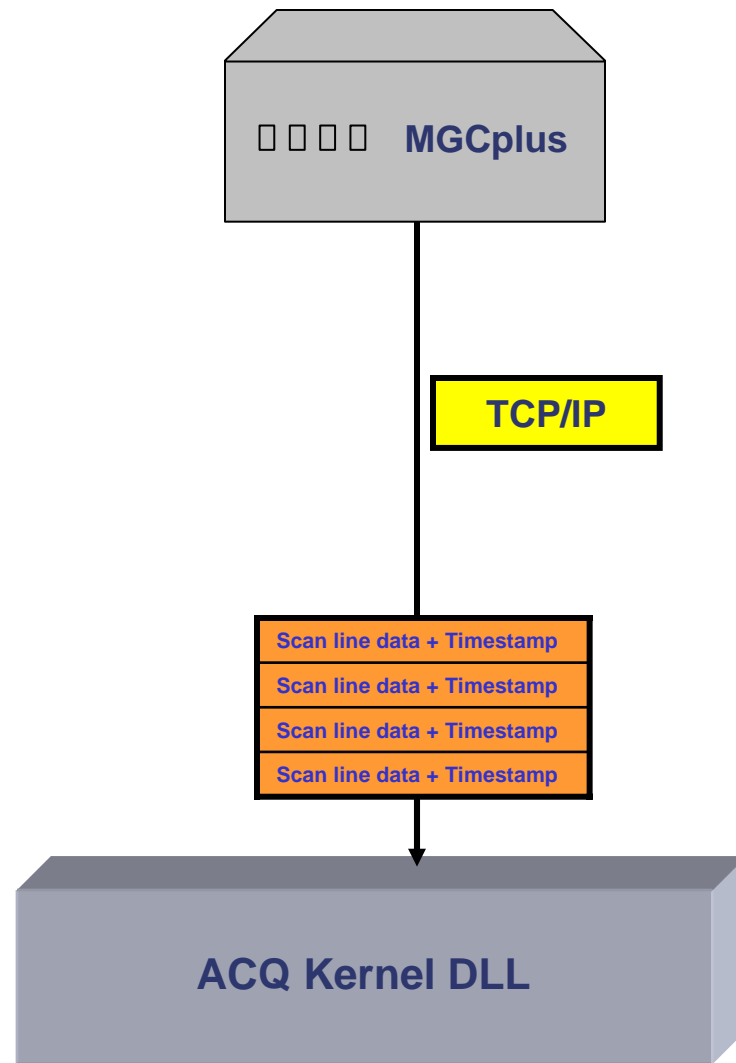 MGCplus
TCP/IP
Scan line data + Timestamp
Scan line data + Timestamp
Scan line data + Timestamp
Scan line data + Timestamp
ACQ Kernel DLL